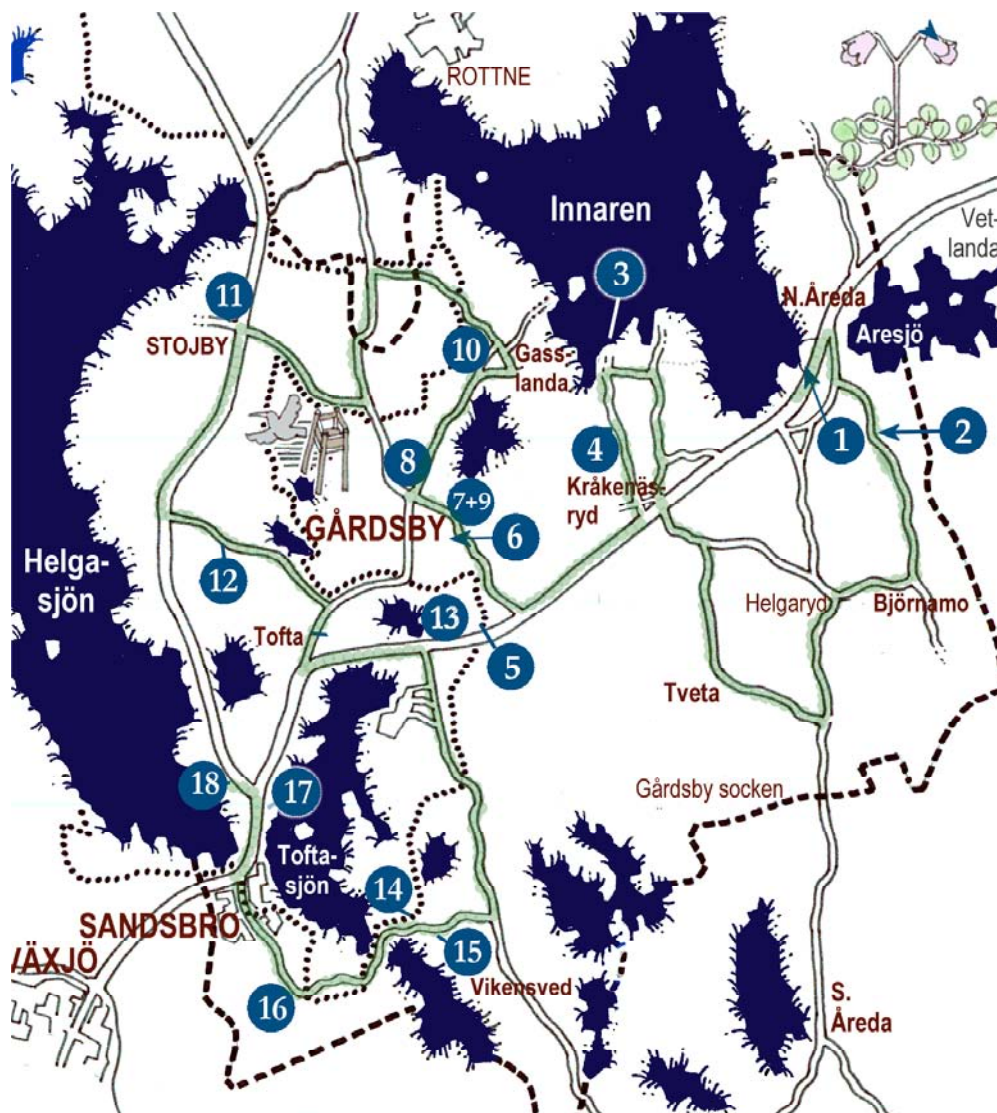 ROTTNE
Innaren
Vet-
landa
3
N.Åreda
11
Aresjö
STOJBY
10
Gass-
landa
1
2
4
8
Kråkenäs-
ryd
7+9
GÅRDSBY
6
Helga-
sjön
12
Helgaryd
Björnamo
13
Tofta
5
Tveta
18
17
Gårdsby socken
Tofta-
sjön
14
SANDSBRO
15
VÄXJÖ
Vikensved
16
S.
Åreda